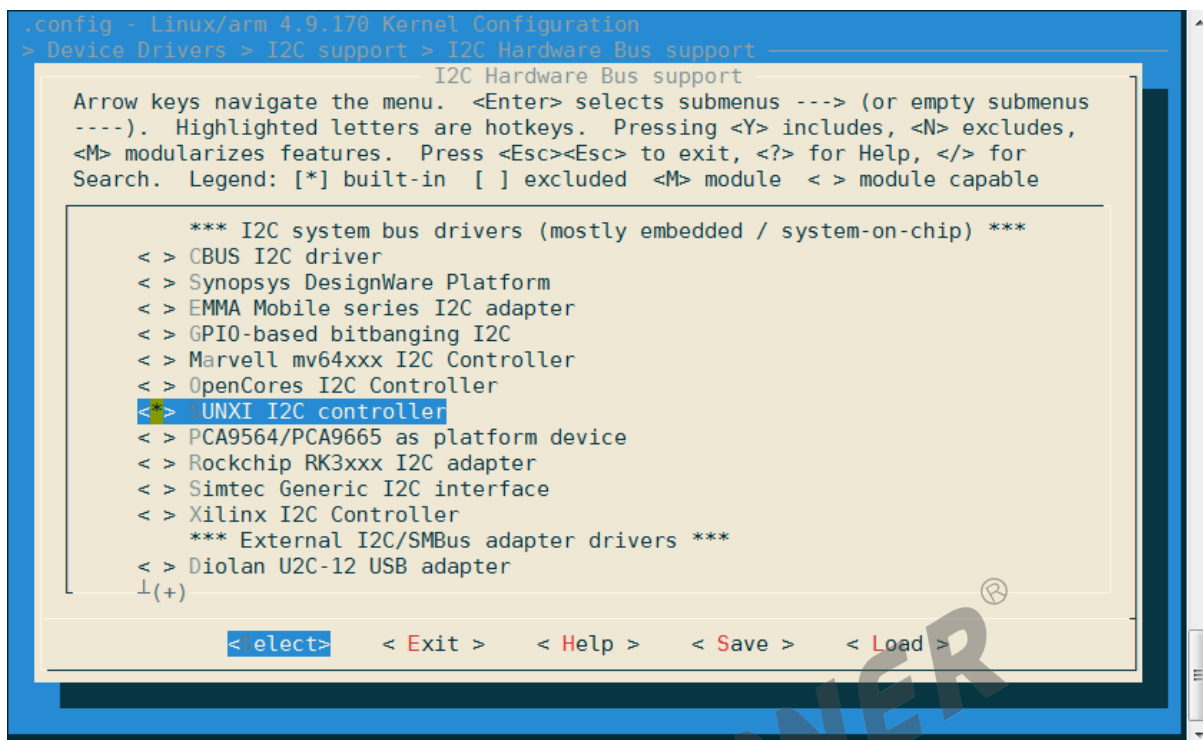 .config - Linux/arm 4.9.170 Kernel Configuration
> Device Drivers > I2C support > I2C Hardware Bus support
I2C Hardware Bus support
Arrow keys navigate the menu.  <Enter> selects submenus ---> (or empty submenus
----).  Highlighted letters are hotkeys.  Pressing <Y> includes, <N> excludes,
<M> modularizes features.  Press <Esc><Esc> to exit, <?> for Help, </> for
Search.  Legend: [*] built-in  [ ] excluded  <M> module  < > module capable
*** I2C system bus drivers (mostly embedded / system-on-chip) ***
< > CBUS I2C driver
< > Synopsys DesignWare Platform
< > EMMA Mobile series I2C adapter
< > GPIO-based bitbanging I2C
< > Marvell mv64xxx I2C Controller
< > OpenCores I2C Controller
<*> SUNXI I2C controller
< > PCA9564/PCA9665 as platform device
< > Rockchip RK3xxx I2C adapter
< > Simtec Generic I2C interface
< > Xilinx I2C Controller
*** External I2C/SMBus adapter drivers ***
< > Diolan U2C-12 USB adapter
┴(+)
<Select>    < Exit >    < Help >    < Save >    < Load >